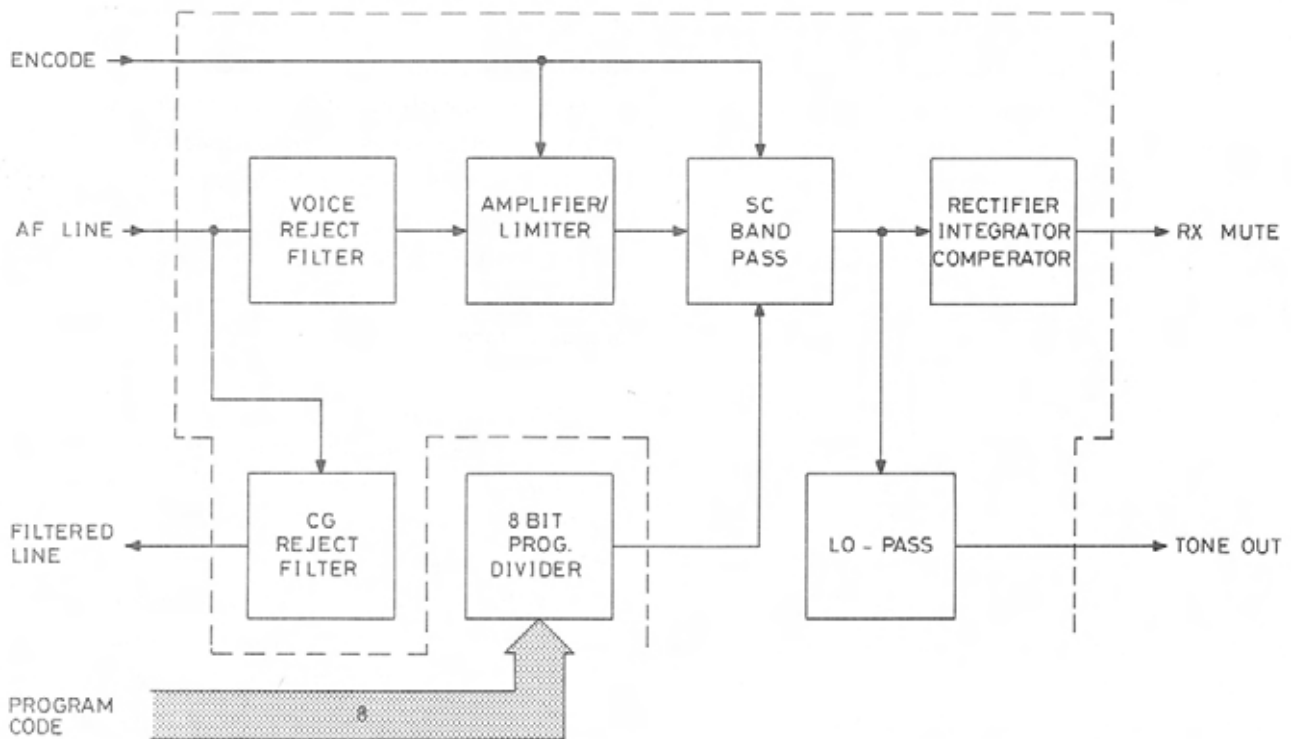 ENCODE
AF LINE
VOICE
REJECT
FILTER
AMPLIFIER/
LIMITER
SC
BAND
PASS
RECTIFIER
INTEGRATOR
COMPERATOR
RX MUTE
FILTERED
LINE
CG
REJECT
FILTER
8 BIT
PROG.
DIVIDER
LO - PASS
TONE OUT
PROGRAM
CODE
8